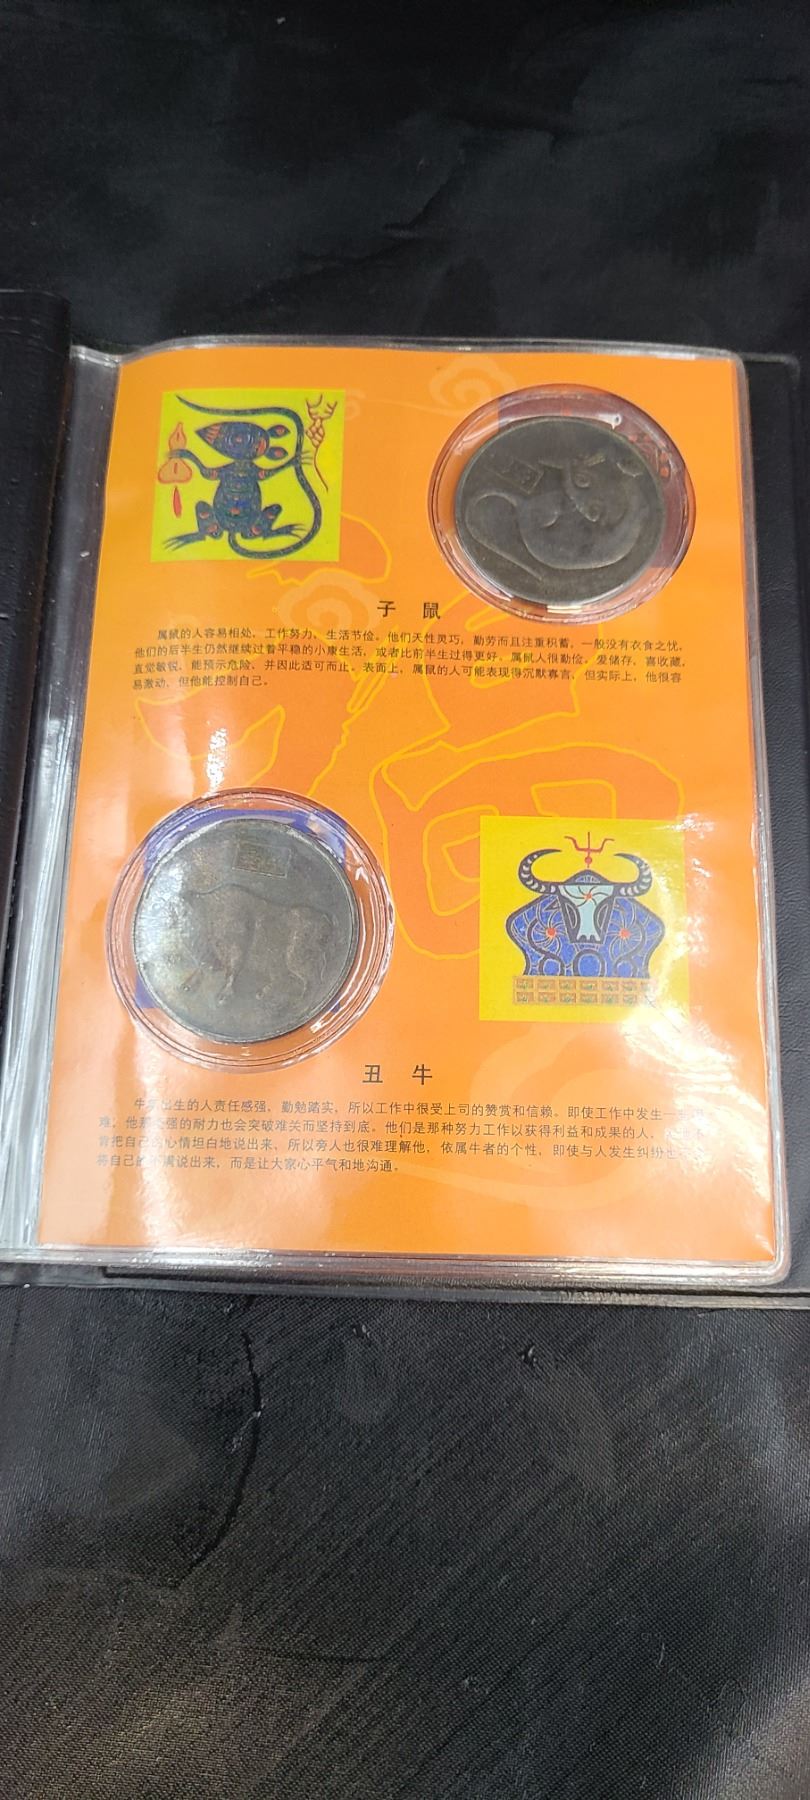 子 鼠
属鼠的人容易相处，工作努力，生活节俭。他们天性灵巧，勤劳而且注重积蓄，一般没有衣食之忧，
他们的后半生仍然继续过着平稳的小康生活，或者比前半生过得更好。属鼠人很勤俭，爱储存，喜收藏，
直觉敏锐，能预示危险，并因此适可而止。表面上，属鼠的人可能表现得沉默寡言，但实际上，他很容
易激动，但他能控制自己。
丑 牛
牛年出生的人责任感强，勤勉踏实，所以工作中很受上司的赞赏和信赖。即使工作中发生一
难，他那 强的耐力也会突破难关而坚持到底。他们是那种努力工作以获得利益和成果的人，
肯把自己的心情坦白地说出来，所以旁人也很难理解他，依属牛者的个性，即使与人发生纠纷也
将自己的不满说出来，而是让大家心平气和地沟通。